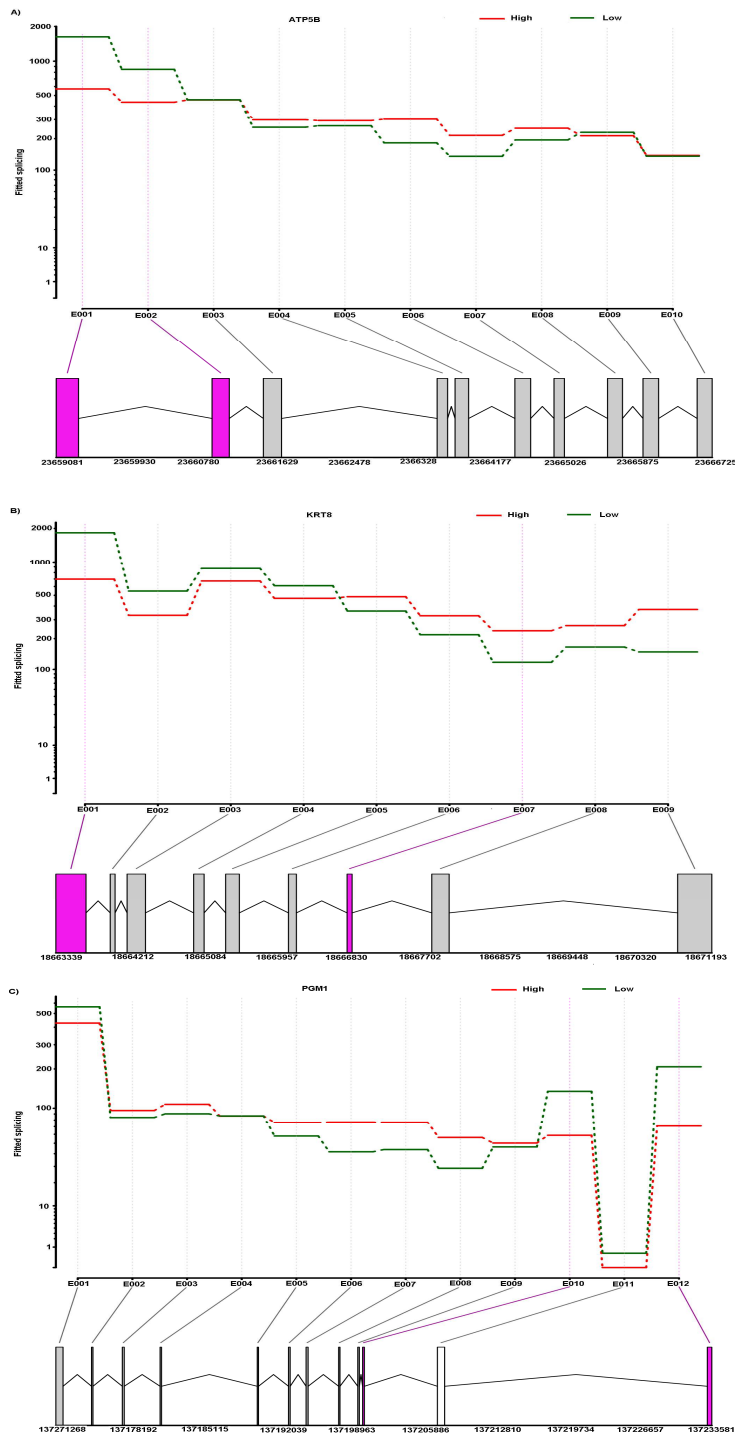 A) ATP5B High Low
2000
1000
500
300
200
100
10
1
Fitted splicing
E001 E002 E003 E004 E005 E006 E007 E008 E009 E010
23659081 23659930 23660780 23661629 23662478 2366328 23664177 23665026 23665875 23666725
B) KRT8 High Low
2000
1000
500
300
200
100
10
1
Fitted splicing
E001 E002 E003 E004 E005 E006 E007 E008 E009
18663339 18664212 18665084 18665957 18666830 18667702 18668575 18669448 18670320 18671193
C) PGM1 High Low
500
300
200
100
10
1
Fitted splicing
E001 E002 E003 E004 E005 E006 E007 E008 E009 E010 E011 E012
137271268 137178192 137185115 137192039 137198963 137205886 137212810 137219734 137226657 137233581